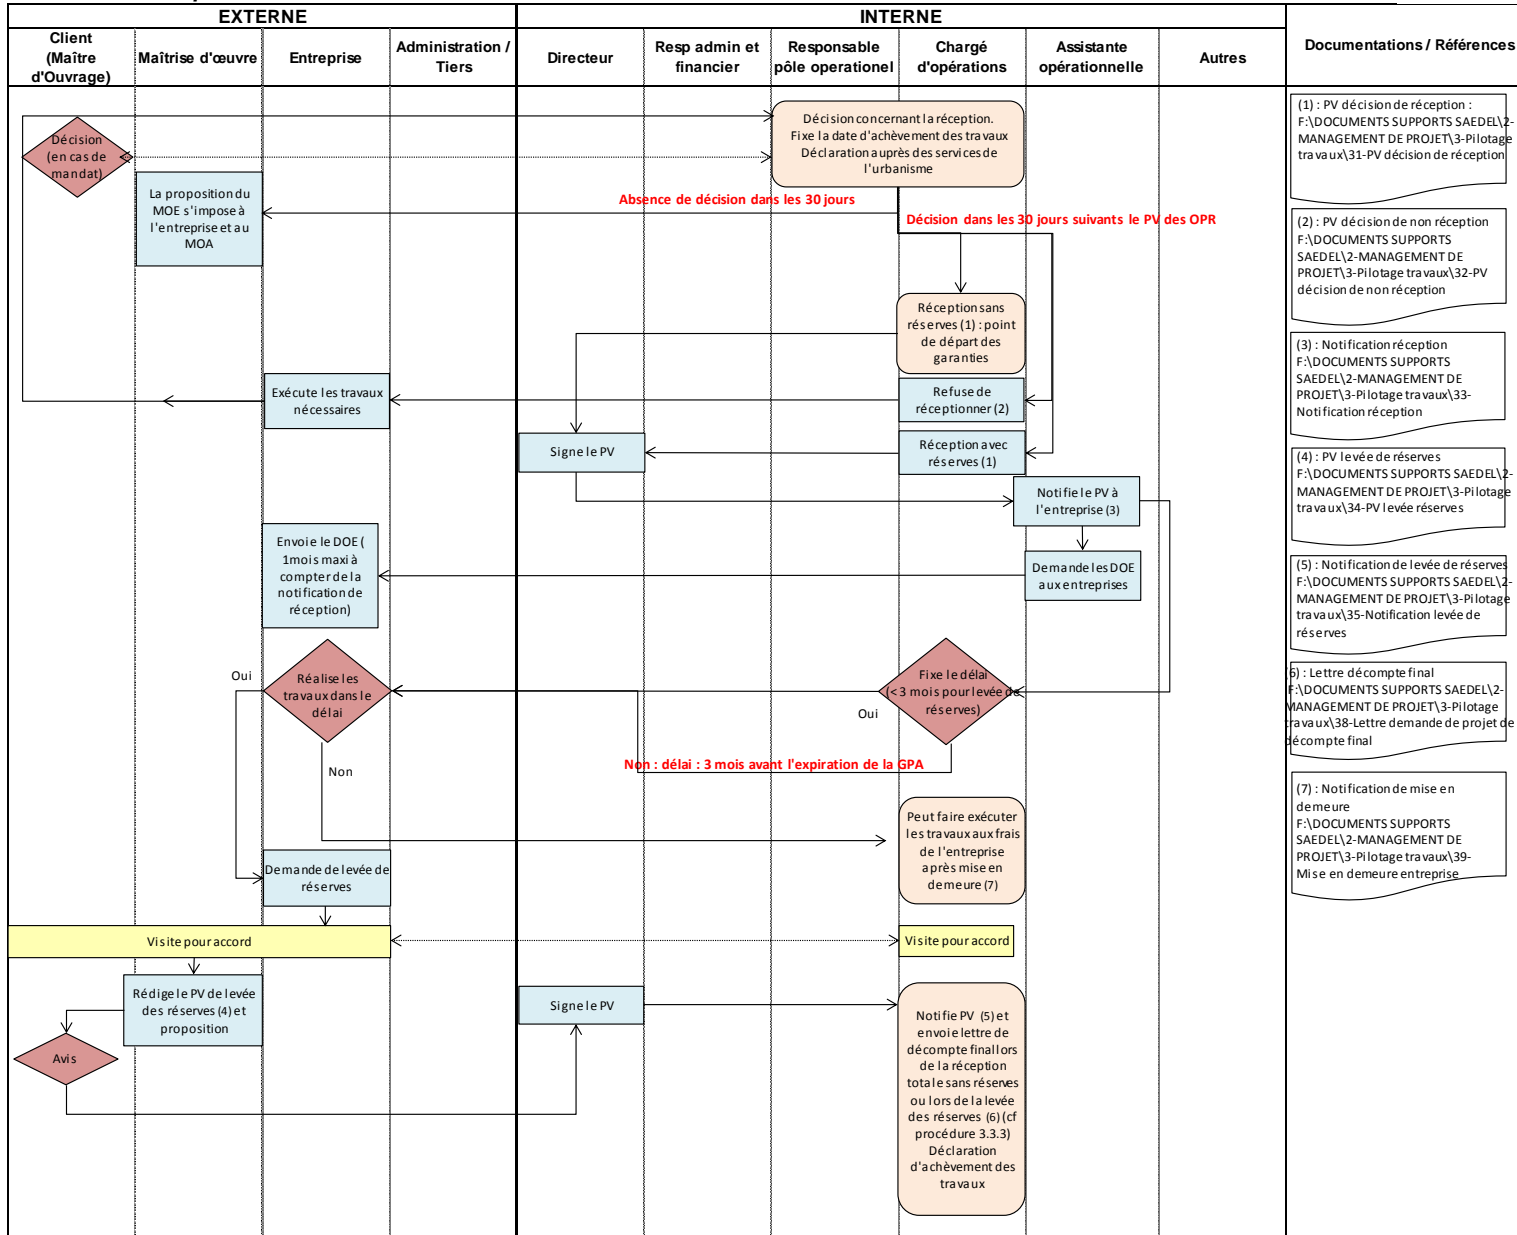 EXTERNE
INTERNE
Client
(Maître
d'Ouvrage)
Maîtrise d'œuvre
Entreprise
Administration /
Tiers
Directeur
Resp admin et
financier
Responsable
pôle operationel
Chargé
d'opérations
Assistante
opérationnelle
Autres
Documentations / Références
Décision
(en cas de
mandat)
Décision concernant la réception.
Fixe la date d'achèvement des travaux
Déclaration auprès des services de
l'urbanisme
La proposition du
MOE s'impose à
l'entreprise et au
MOA
Absence de décision dans les 30 jours
Décision dans les 30 jours suivants le PV des OPR
Réception sans
réserves (1) : point
de départ des
garanties
Exécute les travaux
nécessaires
Refuse de
réceptionner (2)
Signe le PV
Réception avec
réserves (1)
Notifie le PV à
l'entreprise (3)
Envoie le DOE (
1mois maxi à
compter de la
notification de
réception)
Demande les DOE
aux entreprises
Oui
Réalise les
travaux dans le
délai
Fixe le délai
(< 3 mois pour levée de
réserves)
Oui
Non
Non : délai : 3 mois avant l'expiration de la GPA
Peut faire exécuter
les travaux aux frais
de l'entreprise
après mise en
demeure (7)
Demande de levée de
réserves
Visite pour accord
Visite pour accord
Rédige le PV de levée
des réserves (4) et
proposition
Signe le PV
Avis
Notifie PV (5) et
envoie lettre de
décompte final lors
de la réception
totale sans réserves
ou lors de la levée
des réserves (6) (cf
procédure 3.3.3)
Déclaration
d'achèvement des
travaux
(1) : PV décision de réception :
F:\DOCUMENTS SUPPORTS SAEDEL\2-
MANAGEMENT DE PROJET\3-Pilotage
travaux\31-PV décision de réception
(2) : PV décision de non réception
F:\DOCUMENTS SUPPORTS
SAEDEL\2-MANAGEMENT DE
PROJET\3-Pilotage travaux\32-PV
décision de non réception
(3) : Notification réception
F:\DOCUMENTS SUPPORTS
SAEDEL\2-MANAGEMENT DE
PROJET\3-Pilotage travaux\33-
Notification réception
(4) : PV levée de réserves
F:\DOCUMENTS SUPPORTS SAEDEL\2-
MANAGEMENT DE PROJET\3-Pilotage
travaux\34-PV levée réserves
(5) : Notification de levée de réserves
F:\DOCUMENTS SUPPORTS SAEDEL\2-
MANAGEMENT DE PROJET\3-Pilotage
travaux\35-Notification levée de
réserves
(6) : Lettre décompte final
F:\DOCUMENTS SUPPORTS SAEDEL\2-
MANAGEMENT DE PROJET\3-Pilotage
travaux\38-Lettre demande de projet de
décompte final
(7) : Notification de mise en
demeure
F:\DOCUMENTS SUPPORTS
SAEDEL\2-MANAGEMENT DE
PROJET\3-Pilotage travaux\39-
Mise en demeure entreprise